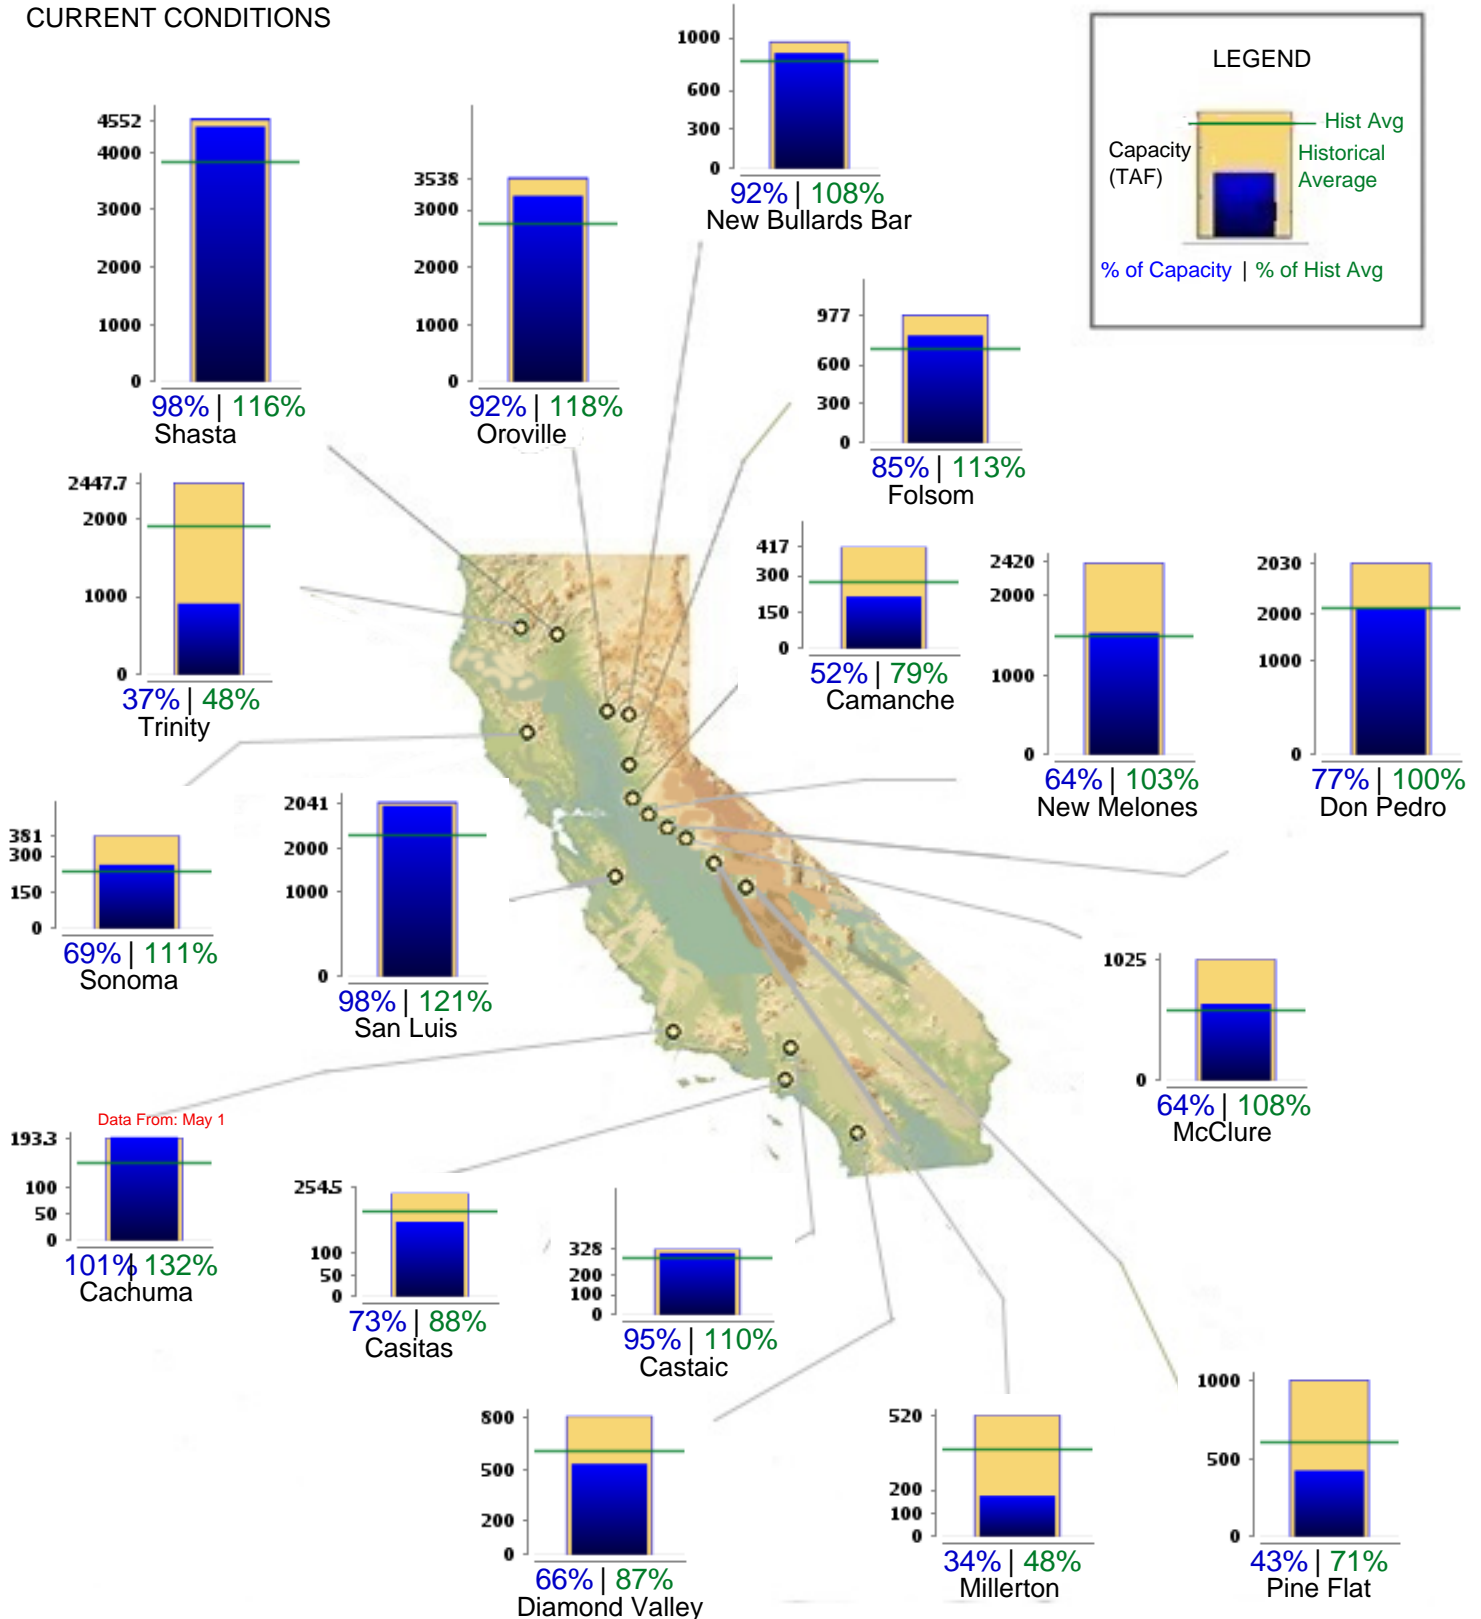 CURRENT CONDITIONS
1000
600
300
0
92% | 108%
New Bullards Bar
LEGEND
Hist Avg
Capacity
(TAF)
Historical
Average
% of Capacity | % of Hist Avg
4552
4000
3000
2000
1000
0
98% | 116%
Shasta
3538
3000
2000
1000
0
92% | 118%
Oroville
977
600
300
0
85% | 113%
Folsom
2447.7
2000
1000
0
37% | 48%
Trinity
417
300
150
0
52% | 79%
Camanche
2420
2000
1000
0
64% | 103%
New Melones
2030
2000
1000
0
77% | 100%
Don Pedro
381
300
150
0
69% | 111%
Sonoma
2041
2000
1000
0
98% | 121%
San Luis
1025
0
64% | 108%
McClure
Data From: May 1
193.3
100
50
0
101% | 132%
Cachuma
254.5
100
50
0
73% | 88%
Casitas
328
200
100
0
95% | 110%
Castaic
800
500
200
0
66% | 87%
Diamond Valley
520
200
100
0
34% | 48%
Millerton
1000
500
0
43% | 71%
Pine Flat